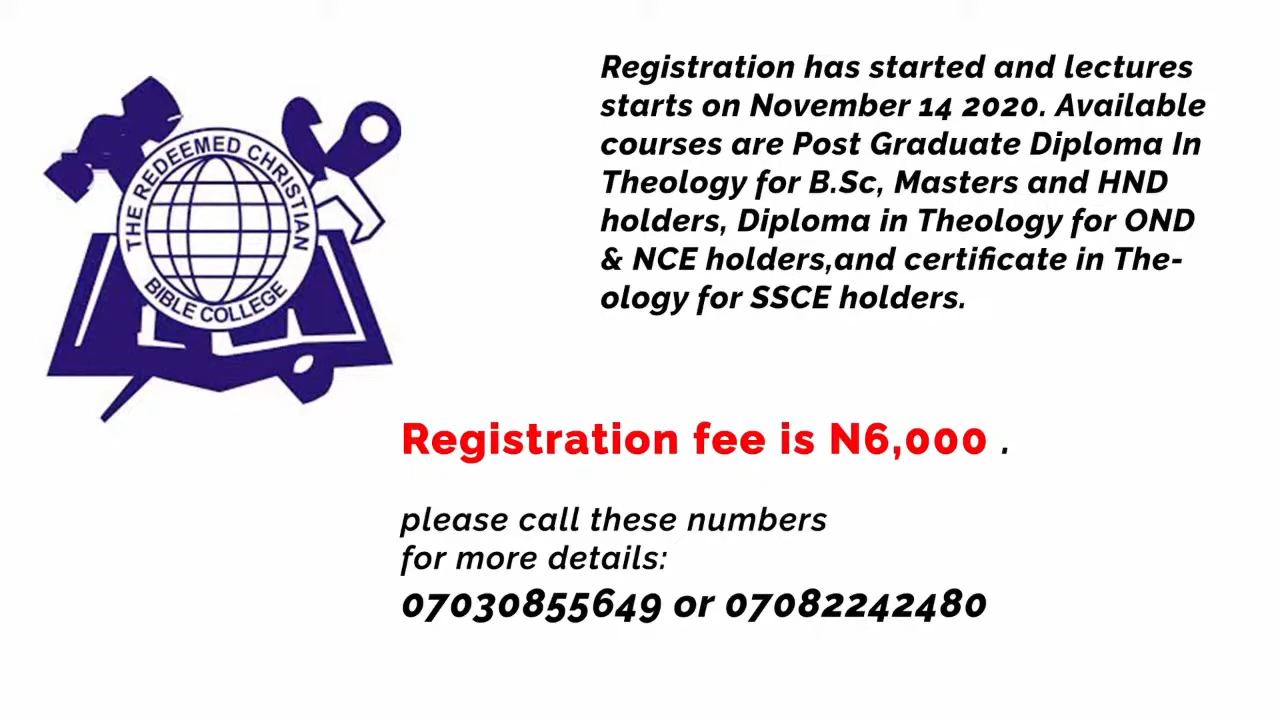 THE REDEEMED CHRISTIAN
BIBLE COLLEGE
Registration has started and lectures
starts on November 14 2020. Available
courses are Post Graduate Diploma In
Theology for B.Sc, Masters and HND
holders, Diploma in Theology for OND
& NCE holders,and certificate in The-
ology for SSCE holders.
Registration fee is N6,000 .
please call these numbers
for more details:
07030855649 or 07082242480